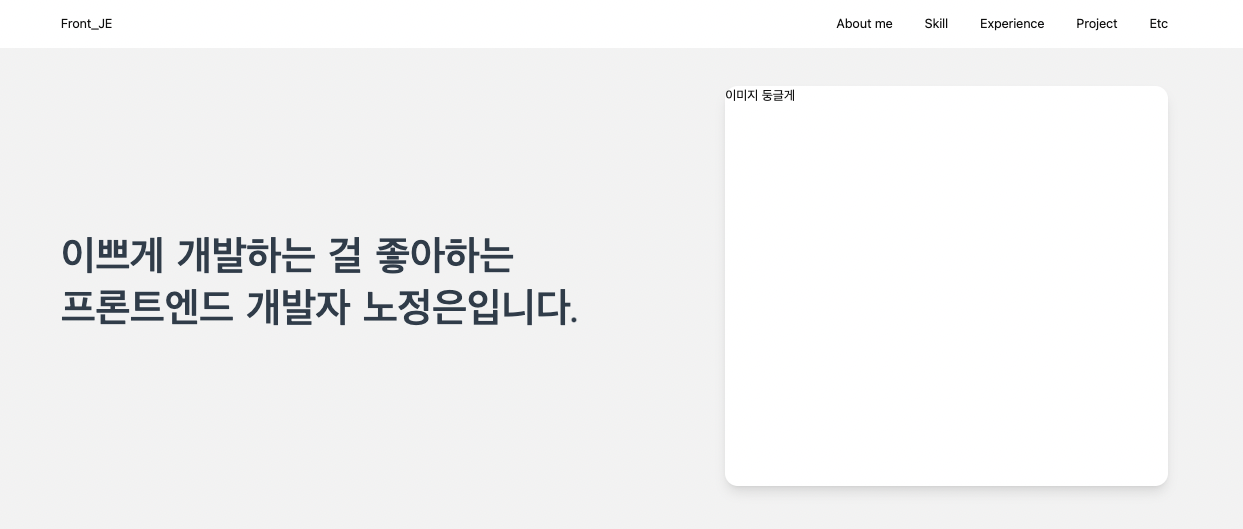 Front_JE
About me Skill Experience Project Etc
이미지 둥글게
이쁘게 개발하는 걸 좋아하는
프론트엔드 개발자 노정은입니다.